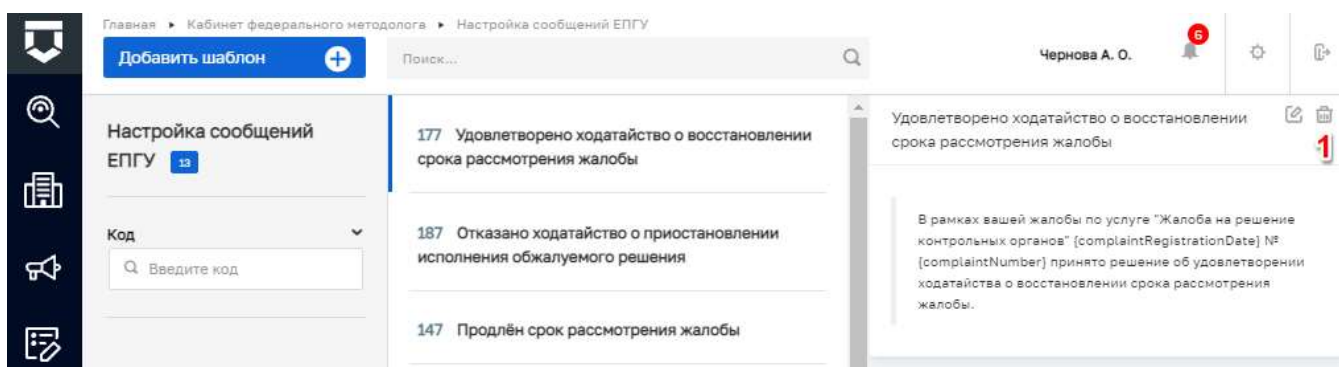 Главная ▸ Кабинет федерального методолога ▸ Настройка сообщений ЕПГУ
Добавить шаблон
Поиск...
Чернова А. О.
6
Настройка сообщений
ЕПГУ 13
Код
Введите код
177 Удовлетворено ходатайство о восстановлении
срока рассмотрения жалобы
187 Отказано ходатайство о приостановлении
исполнения обжалуемого решения
147 Продлён срок рассмотрения жалобы
Удовлетворено ходатайство о восстановлении
срока рассмотрения жалобы
1
В рамках вашей жалобы по услуге "Жалоба на решение
контрольных органов" {complaintRegistrationDate} №
{complaintNumber} принято решение об удовлетворении
ходатайства о восстановлении срока рассмотрения
жалобы.